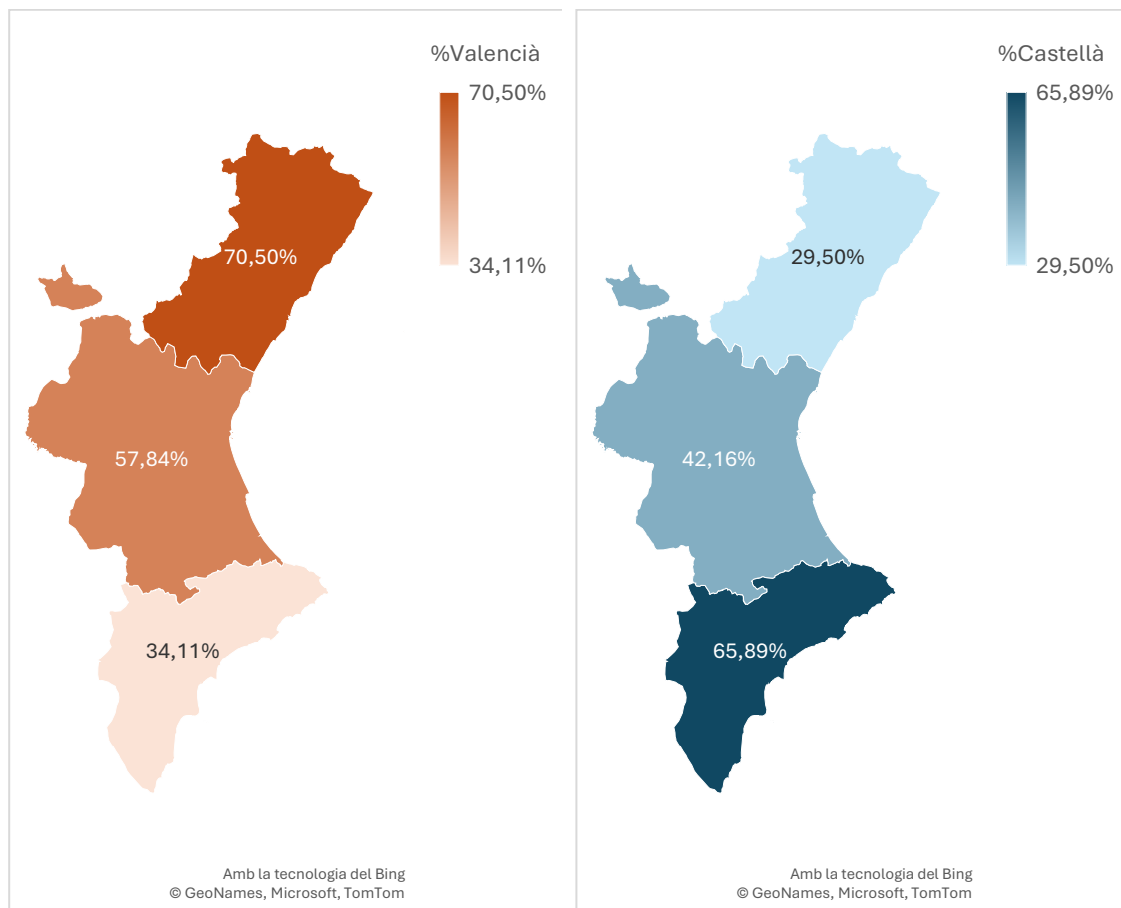 %Valencià
70,50%
34,11%
70,50%
57,84%
34,11%
Amb la tecnologia del Bing
© GeoNames, Microsoft, TomTom
%Castellà
65,89%
29,50%
29,50%
42,16%
65,89%
Amb la tecnologia del Bing
© GeoNames, Microsoft, TomTom